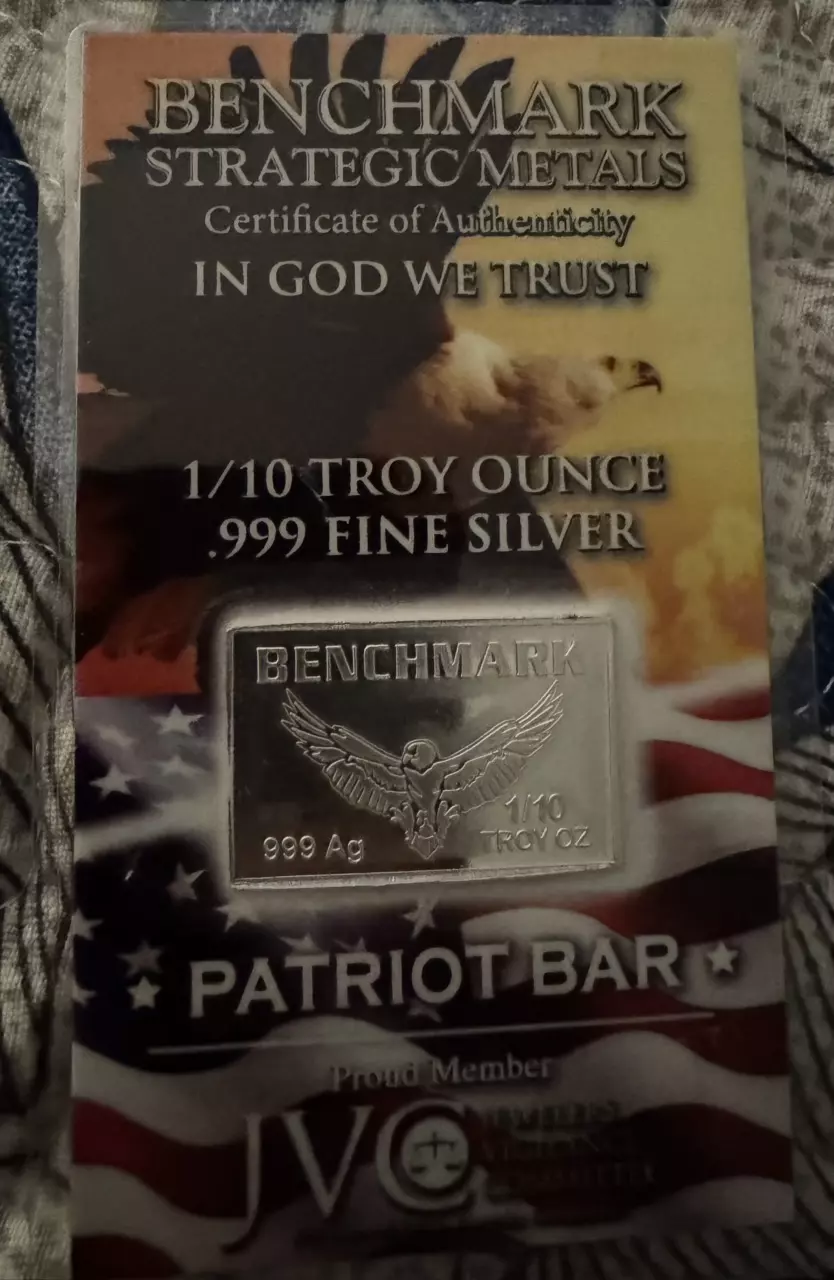 BENCHMARK
STRATEGIC METALS
Certificate of Authenticity
IN GOD WE TRUST
1/10 TROY OUNCE
.999 FINE SILVER
BENCHMARK
999 Ag
1/10
TROY OZ
PATRIOT BAR
Proud Member
JVC